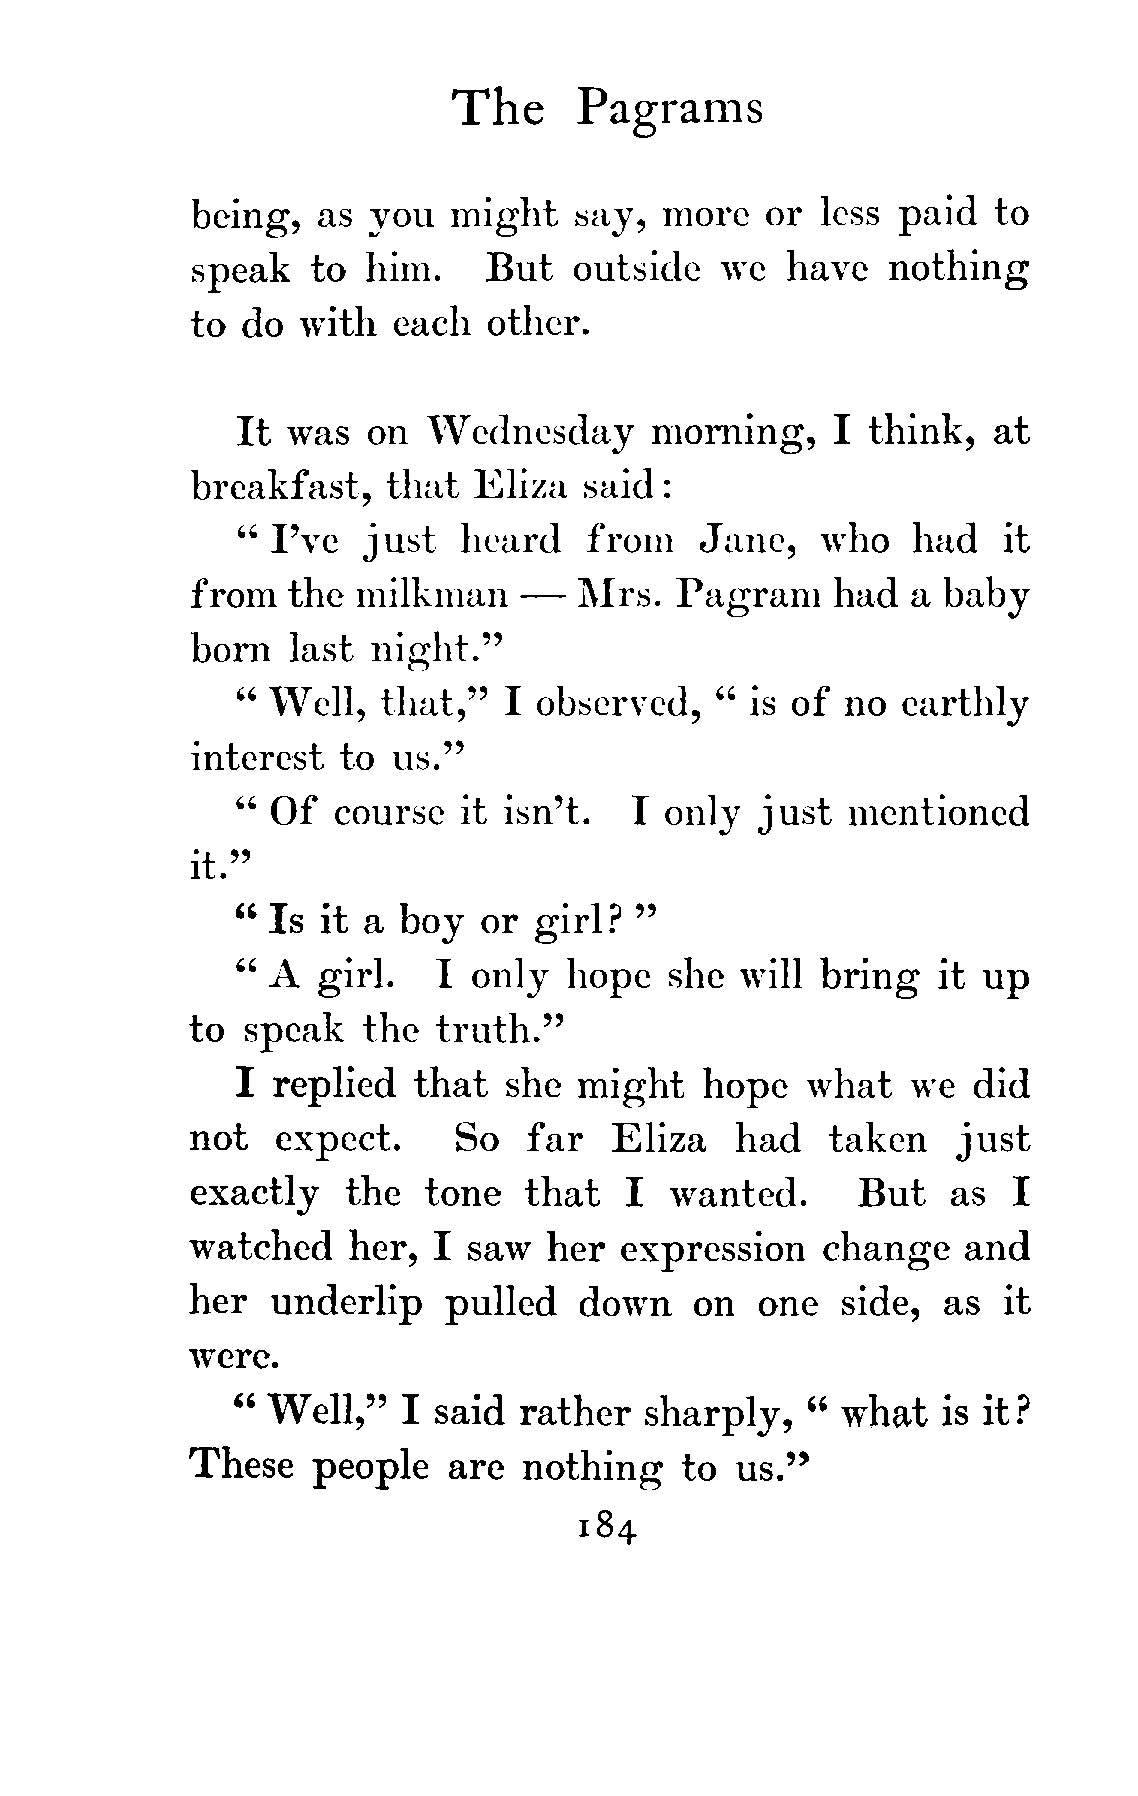 The Pagrams
being, as you might say, more or less paid to
speak to him. But outside we have nothing
to do with each other.
It was on Wednesday morning, I think, at
breakfast, that Eliza said:
“ I’ve just heard from Jane, who had it
from the milkman — Mrs. Pagram had a baby
born last night.”
“ Well, that,” I observed, “ is of no earthly
interest to us.”
“ Of course it isn’t. I only just mentioned
it.”
“ Is it a boy or girl? ”
“ A girl. I only hope she will bring it up
to speak the truth.”
I replied that she might hope what we did
not expect. So far Eliza had taken just
exactly the tone that I wanted. But as I
watched her, I saw her expression change and
her underlip pulled down on one side, as it
were.
“ Well,” I said rather sharply, “ what is it?
These people are nothing to us.”
184